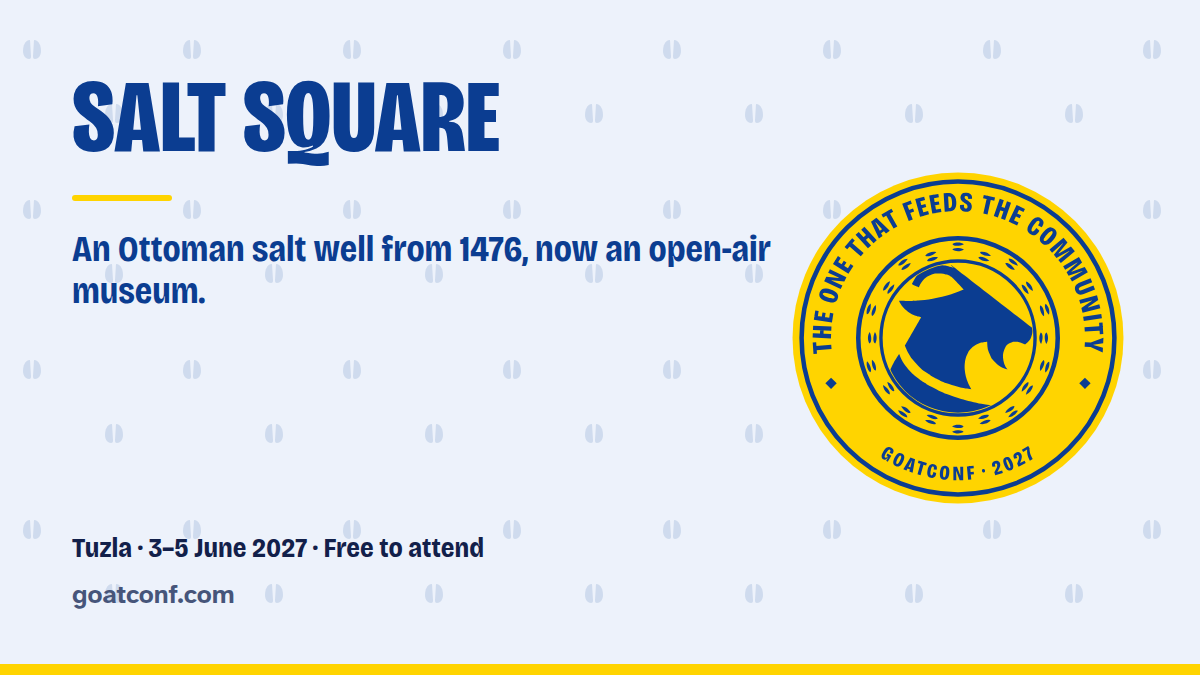 SALT SQUARE
An Ottoman salt well from 1476, now an open-air
museum.
THE ONE THAT FEEDS THE COMMUNITY
GOATCONF · 2027
Tuzla · 3–5 June 2027 · Free to attend
goatconf.com